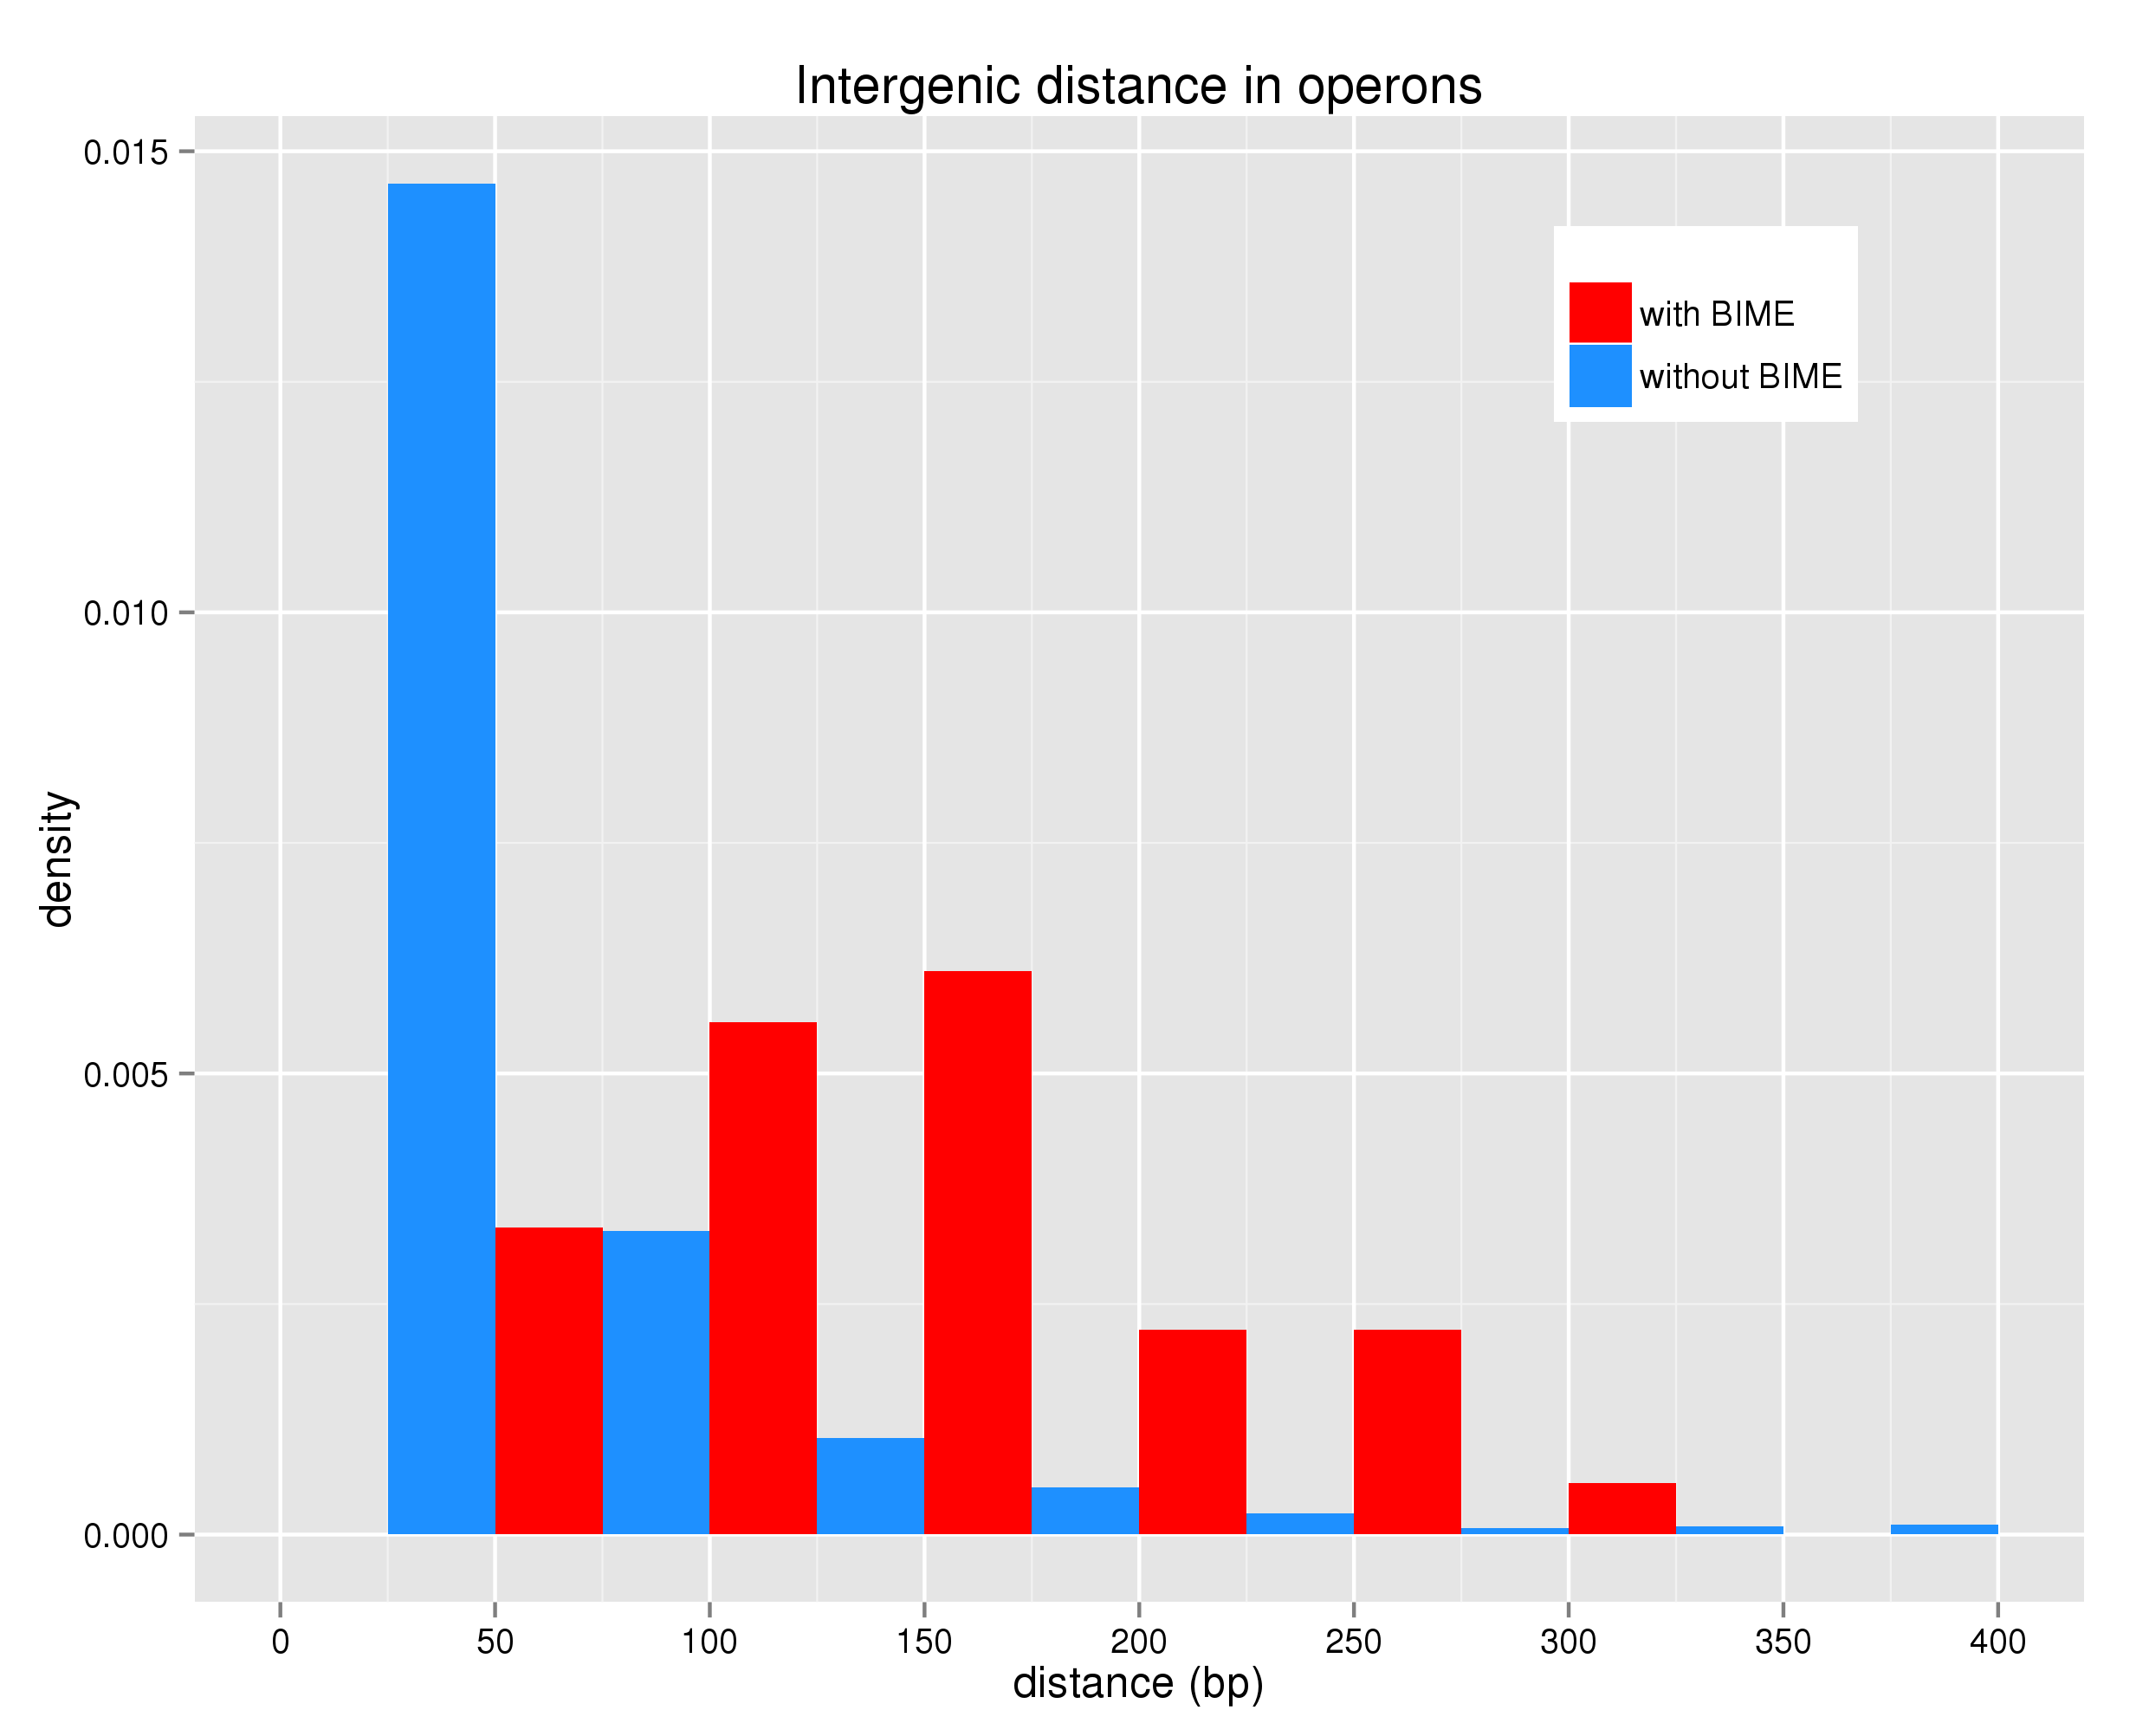 Intergenic distance in operons
0.015
0.010
0.005
0.000
density
with BIME
without BIME
0 50 100 150 200 250 300 350 400
distance (bp)